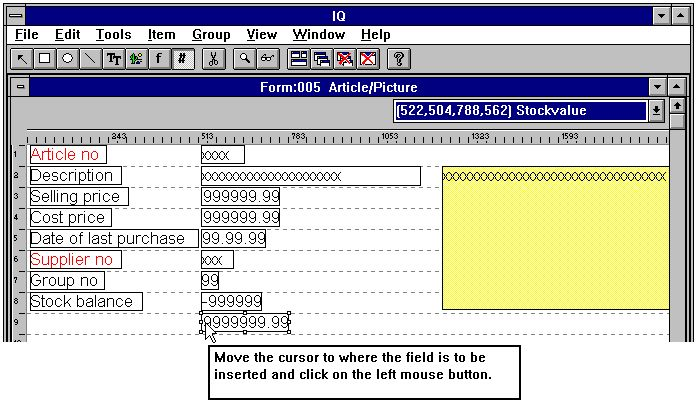 IQ
File Edit Tools Item Group View Window Help
TT f # ?
Form:005 Article/Picture
(522,504,788,562) Stockvalue
243 513 783 1053 1323 1593
1 Article no xxxx
2 Description xxxxxxxxxxxxxxxxxx xxxxxxxxxxxxxxxxxxxxxxxxxxxxx
3 Selling price 999999.99
4 Cost price 999999.99
5 Date of last purchase 99.99.99
6 Supplier no xxx
7 Group no 99
8 Stock balance -999999
9 9999999.99
Move the cursor to where the field is to be
inserted and click on the left mouse button.